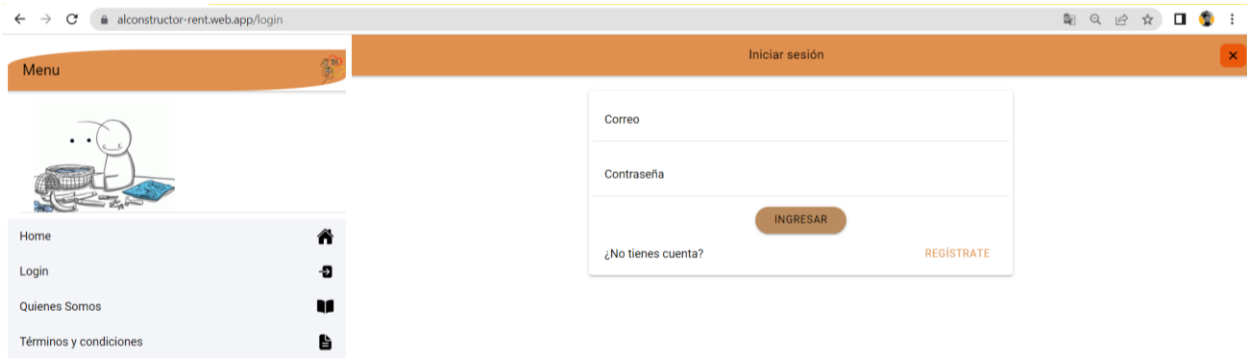 alconstructor-rent.web.app/login
Menu
Iniciar sesión
Correo
Contraseña
INGRESAR
¿No tienes cuenta? REGÍSTRATE
Home
Login
Quienes Somos
Términos y condiciones